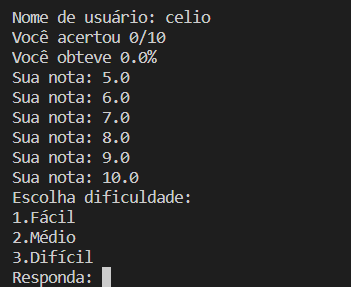 Nome de usuário: celio
Você acertou 0/10
Você obteve 0.0%
Sua nota: 5.0
Sua nota: 6.0
Sua nota: 7.0
Sua nota: 8.0
Sua nota: 9.0
Sua nota: 10.0
Escolha dificuldade:
1.Fácil
2.Médio
3.Difícil
Responda: